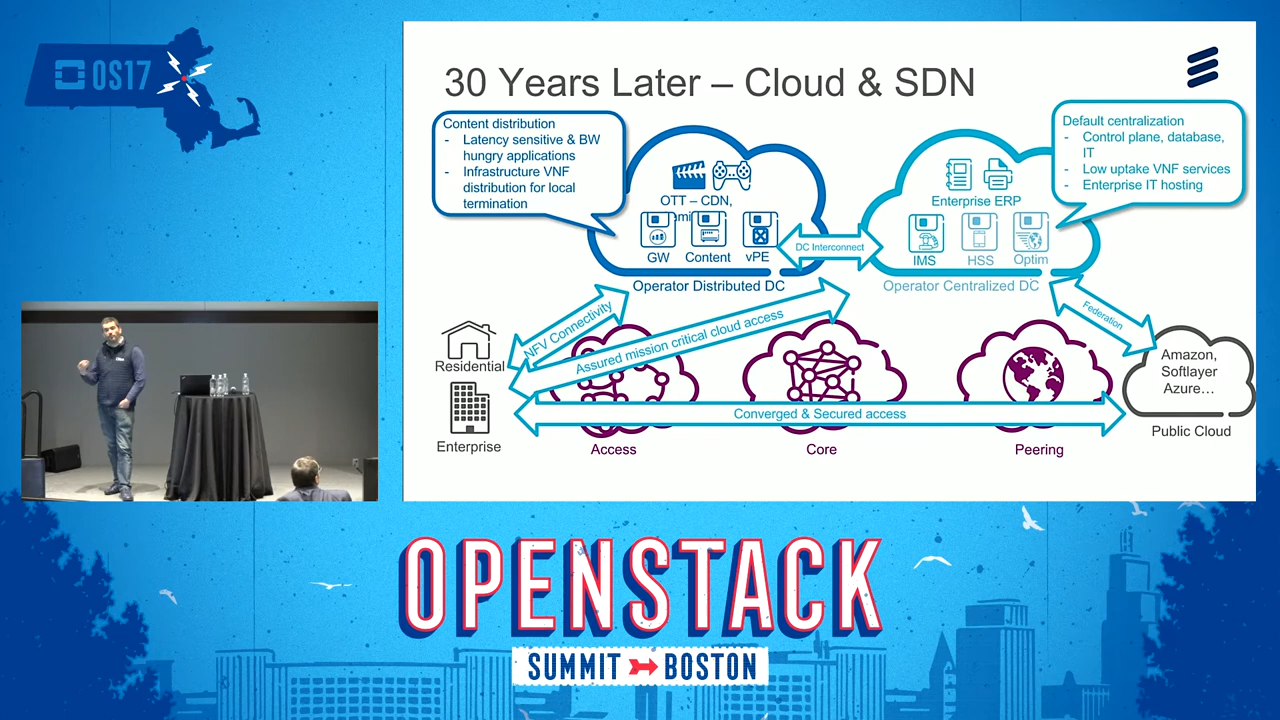 OS17
30 Years Later – Cloud & SDN
Content distribution
- Latency sensitive & BW
hungry applications
- Infrastructure VNF
distribution for local
termination
Default centralization
- Control plane, database,
IT
- Low uptake VNF services
- Enterprise IT hosting
OTT – CDN,
GW
Content
vPE
Operator Distributed DC
DC Interconnect
Enterprise ERP
IMS
HSS
Optim
Operator Centralized DC
NFV Connectivity
Assured mission critical cloud access
Federation
Residential
Enterprise
Converged & Secured access
Amazon,
Softlayer
Azure...
Public Cloud
Access
Core
Peering
OPENSTACK
SUMMIT BOSTON